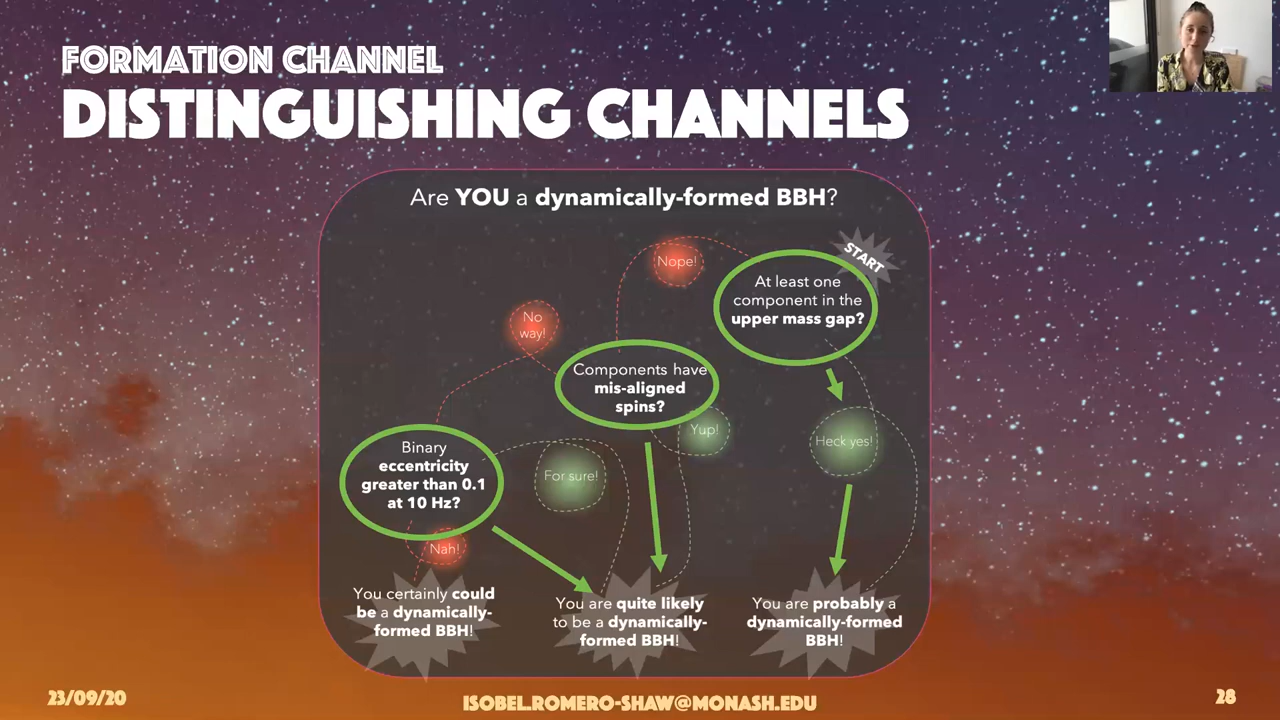 FORMATION CHANNEL
DISTINGUISHING CHANNELS
Are YOU a dynamically-formed BBH?
START
At least one
component in the
upper mass gap?
Nope!
Heck yes!
Components have
mis-aligned
spins?
No
way!
Yup!
Binary
eccentricity
greater than 0.1
at 10 Hz?
For sure!
Nah!
You certainly could
be a dynamically-
formed BBH!
You are quite likely
to be a dynamically-
formed BBH!
You are probably a
dynamically-formed
BBH!
23/09/20
ISOBEL.ROMERO-SHAW@MONASH.EDU
28